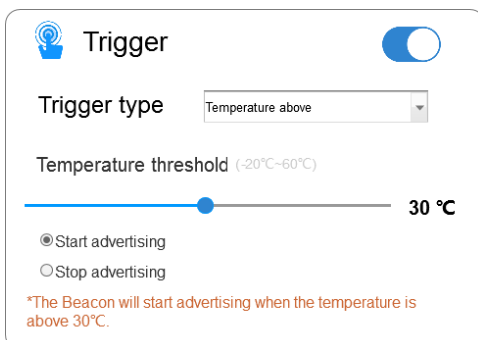 Trigger
Trigger type
Temperature above
Temperature threshold (-20℃~60℃)
30 ℃
Start advertising
Stop advertising
*The Beacon will start advertising when the temperature is
above 30℃.